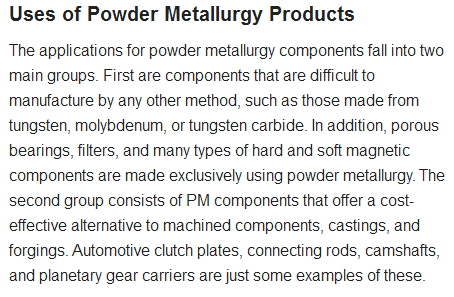 Uses of Powder Metallurgy Products
The applications for powder metallurgy components fall into two
main groups. First are components that are difficult to
manufacture by any other method, such as those made from
tungsten, molybdenum, or tungsten carbide. In addition, porous
bearings, filters, and many types of hard and soft magnetic
components are made exclusively using powder metallurgy. The
second group consists of PM components that offer a cost-
effective alternative to machined components, castings, and
forgings. Automotive clutch plates, connecting rods, camshafts,
and planetary gear carriers are just some examples of these.